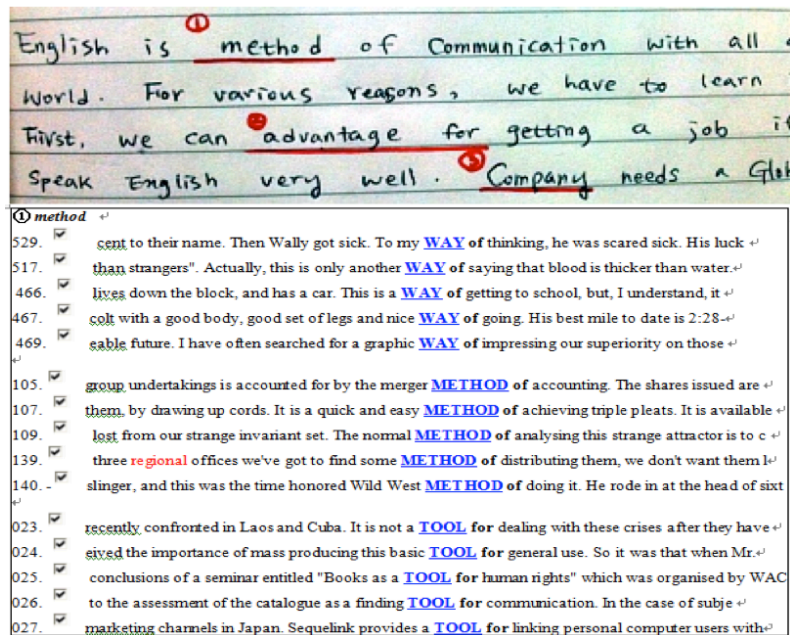 ①
English is method of Communication with all
World. For various reasons, we have to learn
First, we can advantage for getting a job
③
Speak English very well. Company needs a Glob
① method
529. cent to their name. Then Wally got sick. To my WAY of thinking, he was scared sick. His luck
517. than strangers". Actually, this is only another WAY of saying that blood is thicker than water.
466. lives down the block, and has a car. This is a WAY of getting to school, but, I understand, it
467. colt with a good body, good set of legs and nice WAY of going. His best mile to date is 2:28-
469. eable future. I have often searched for a graphic WAY of impressing our superiority on those
105. group undertakings is accounted for by the merger METHOD of accounting. The shares issued are
107. them, by drawing up cords. It is a quick and easy METHOD of achieving triple pleats. It is available
109. lost from our strange invariant set. The normal METHOD of analysing this strange attractor is to c
139. three regional offices we've got to find some METHOD of distributing them, we don't want them l
140. - slinger, and this was the time honored Wild West METHOD of doing it. He rode in at the head of sixt
023. recently confronted in Laos and Cuba. It is not a TOOL for dealing with these crises after they have
024. eived the importance of mass producing this basic TOOL for general use. So it was that when Mr.
025. conclusions of a seminar entitled "Books as a TOOL for human rights" which was organised by WAC
026. to the assessment of the catalogue as a finding TOOL for communication. In the case of subje
027. marketing channels in Japan. Sequelink provides a TOOL for linking personal computer users with